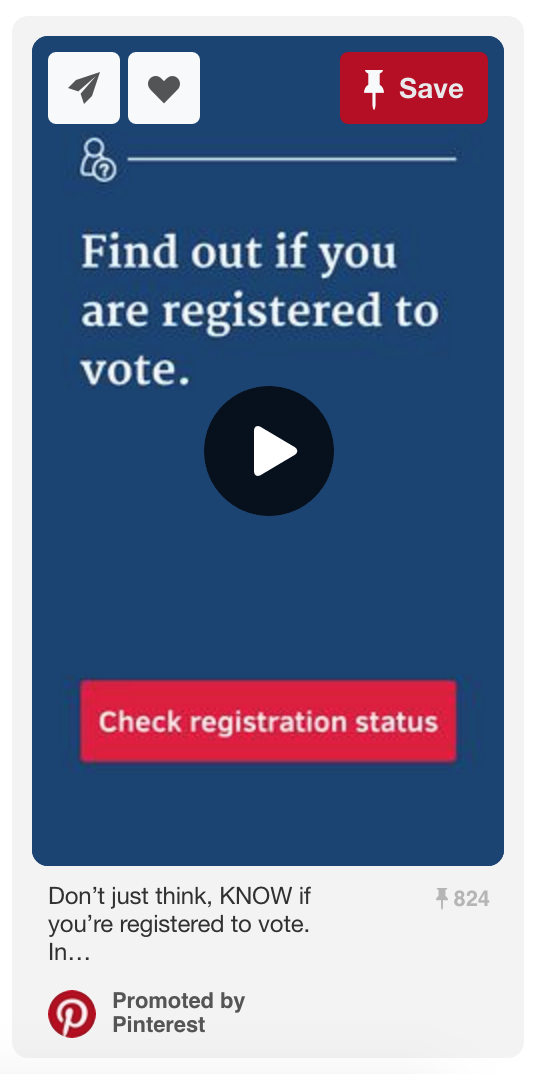 Save
Find out if you
are registered to
vote.
Check registration status
Don’t just think, KNOW if
you’re registered to vote.
In…
824
Promoted by
Pinterest